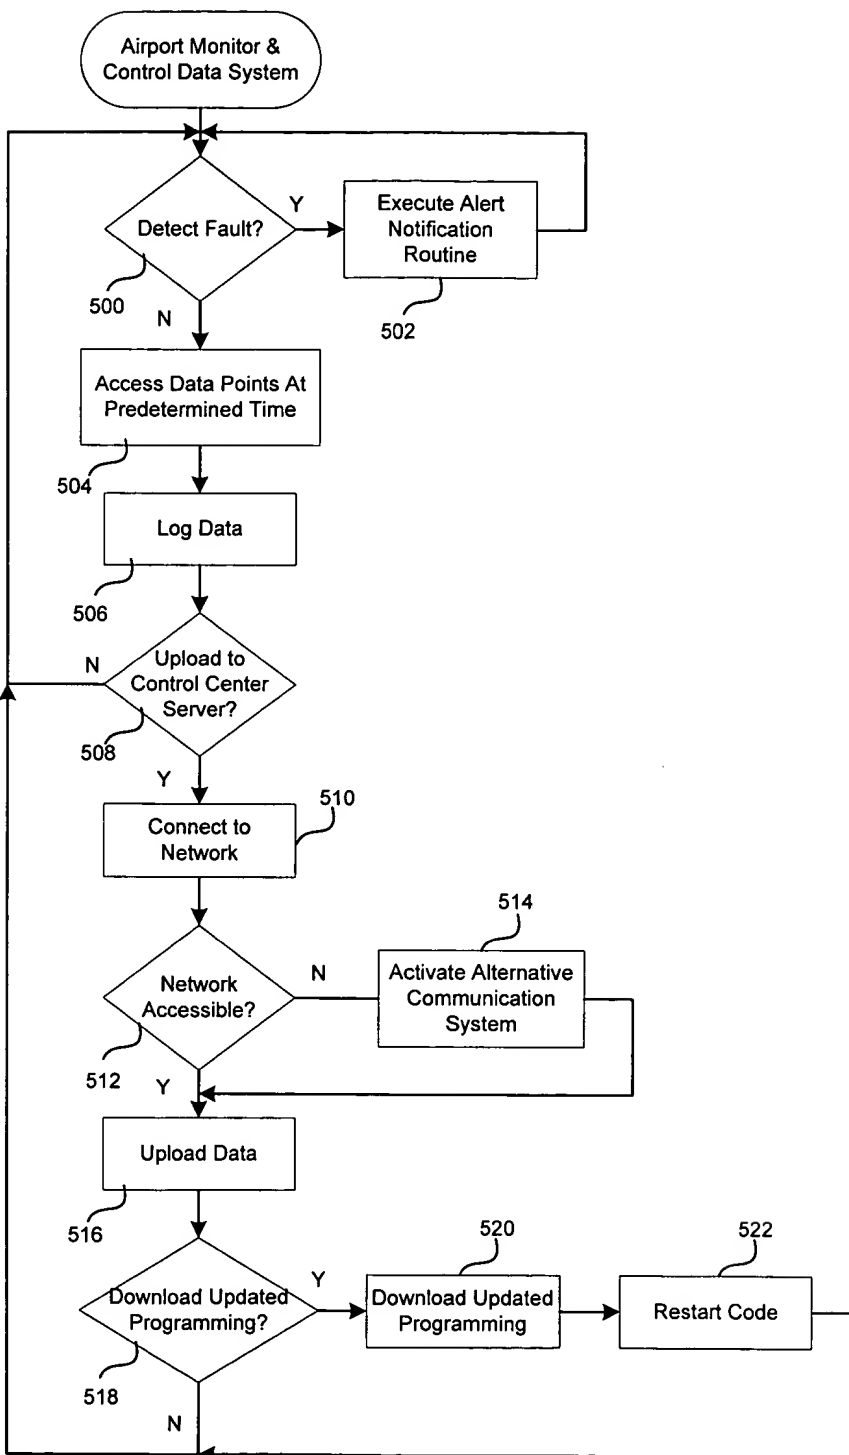 Airport Monitor &
Control Data System
Detect Fault?
Y
Execute Alert
Notification
Routine
500
502
N
Access Data Points At
Predetermined Time
504
Log Data
506
N
Upload to
Control Center
Server?
508
Y
510
Connect to
Network
514
Network
Accessible?
N
Activate Alternative
Communication
System
512
Y
Upload Data
516
520
522
Download Updated
Programming?
Y
Download Updated
Programming
Restart Code
518
N